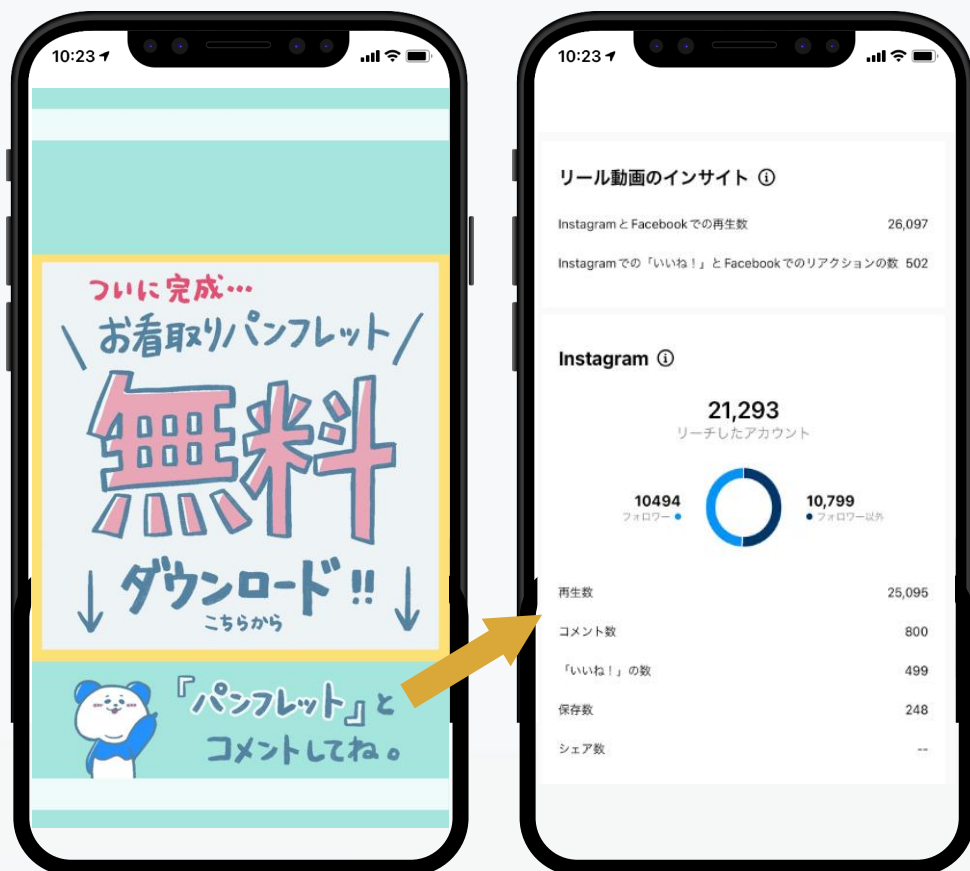 10:23
ついに完成…
お看取りパンフレット
無料
ダウンロード!!
こちらから
『パンフレット』と
コメントしてね。
10:23
リール動画のインサイト
InstagramとFacebookでの再生数 26,097
Instagramでの「いいね！」とFacebookでのリアクションの数 502
Instagram
21,293
リーチしたアカウント
10494 10,799
フォロワー フォロワー以外
再生数 25,095
コメント数 800
「いいね！」の数 499
保存数 248
シェア数 --